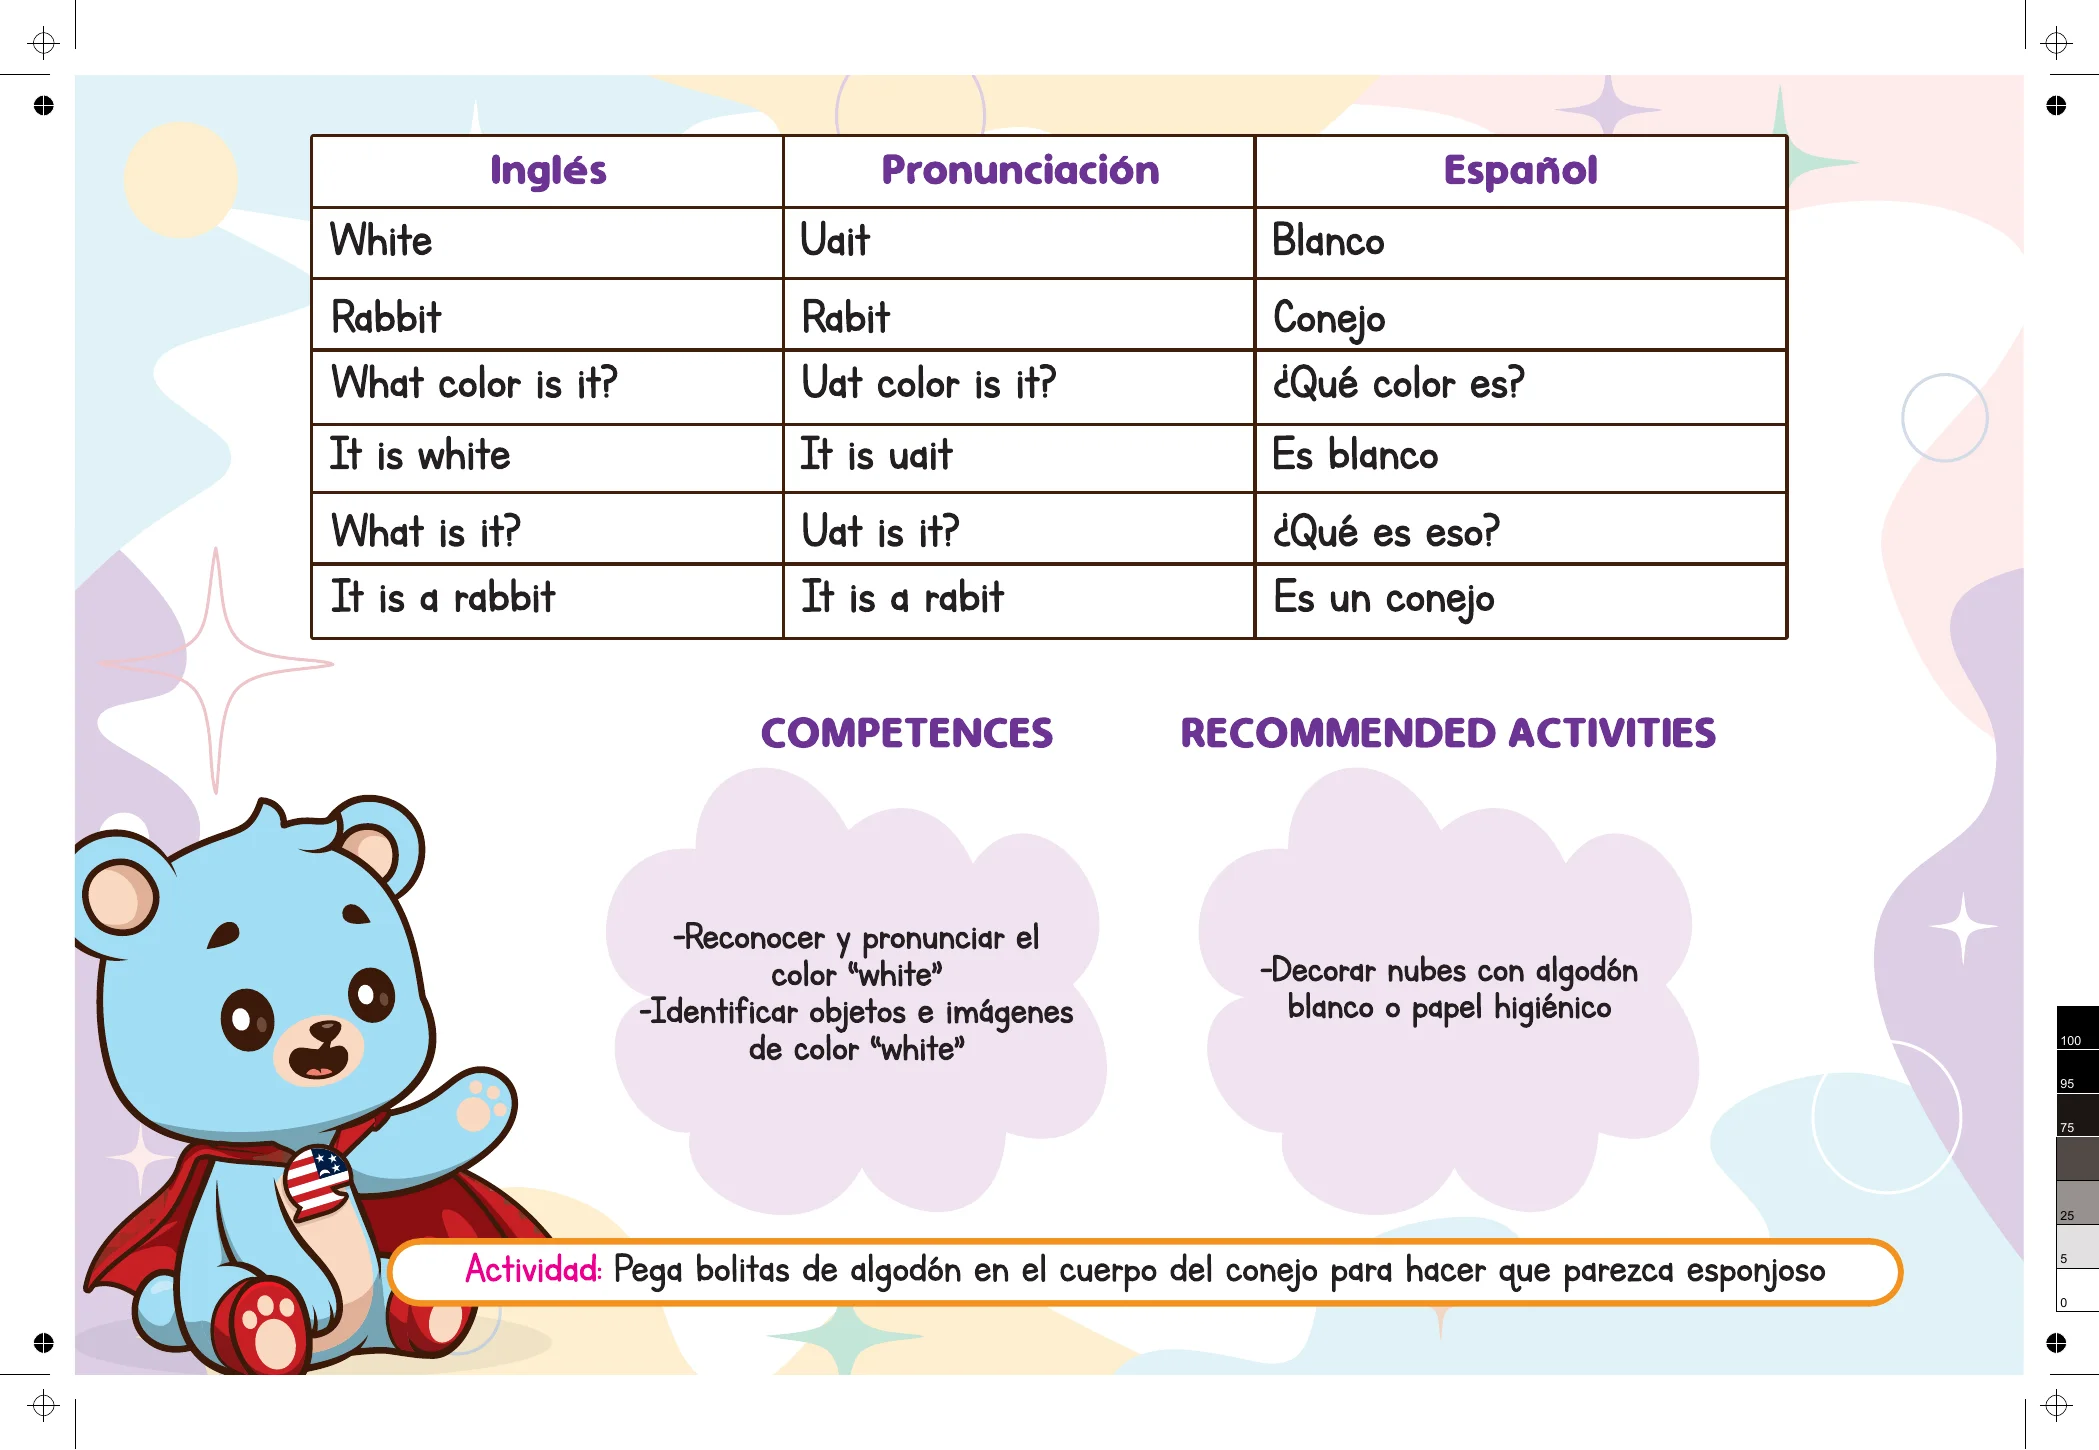 Inglés Pronunciación Español
White Uait Blanco
Rabbit Rabit Conejo
What color is it? Uat color is it? ¿Qué color es?
It is white It is uait Es blanco
What is it? Uat is it? ¿Qué es eso?
It is a rabbit It is a rabit Es un conejo
COMPETENCES
-Reconocer y pronunciar el
color “white”
-Identificar objetos e imágenes
de color “white”
RECOMMENDED ACTIVITIES
-Decorar nubes con algodón
blanco o papel higiénico
Actividad: Pega bolitas de algodón en el cuerpo del conejo para hacer que parezca esponjoso
100
95
75
25
5
0